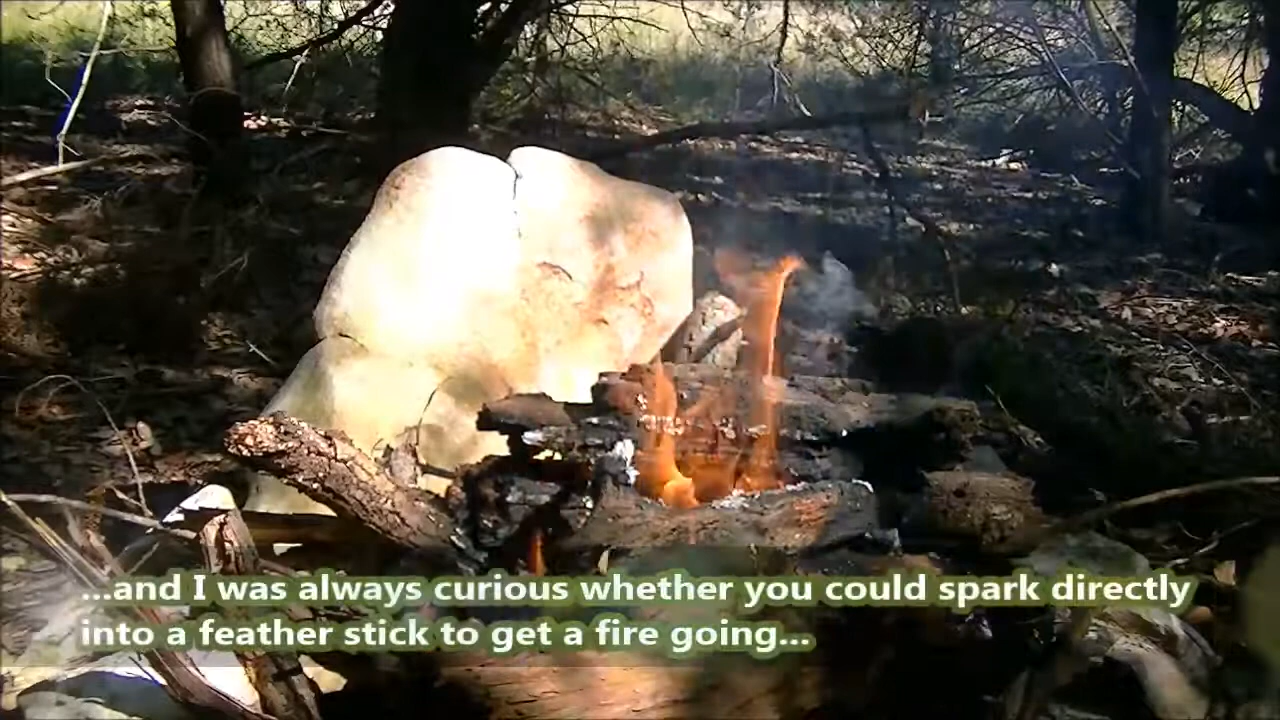 ...and I was always curious whether you could spark directly
into a feather stick to get a fire going...